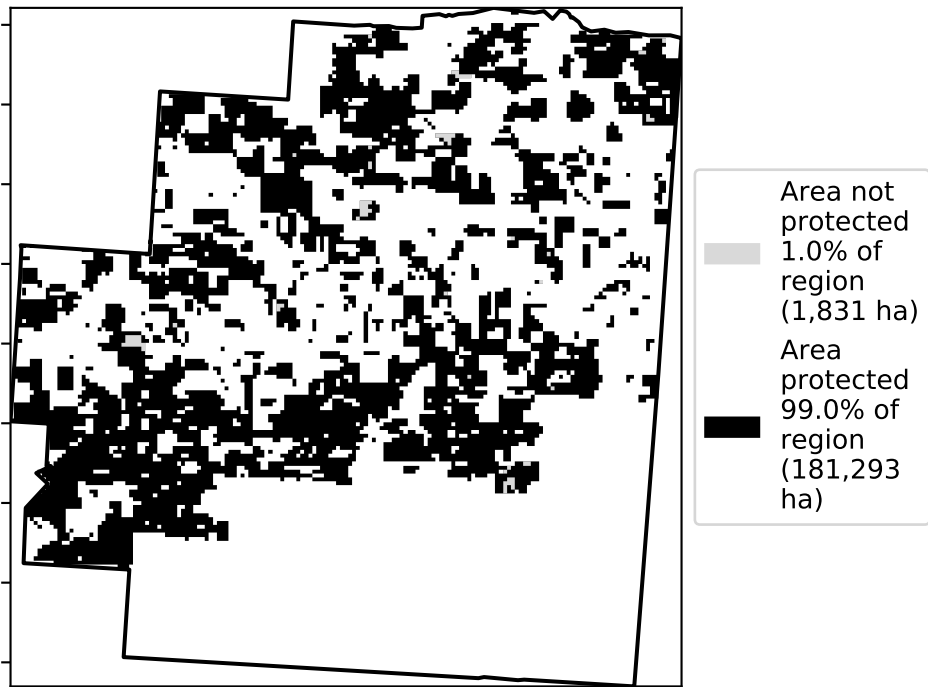 Area not
protected
1.0% of
region
(1,831 ha)
Area
protected
99.0% of
region
(181,293
ha)